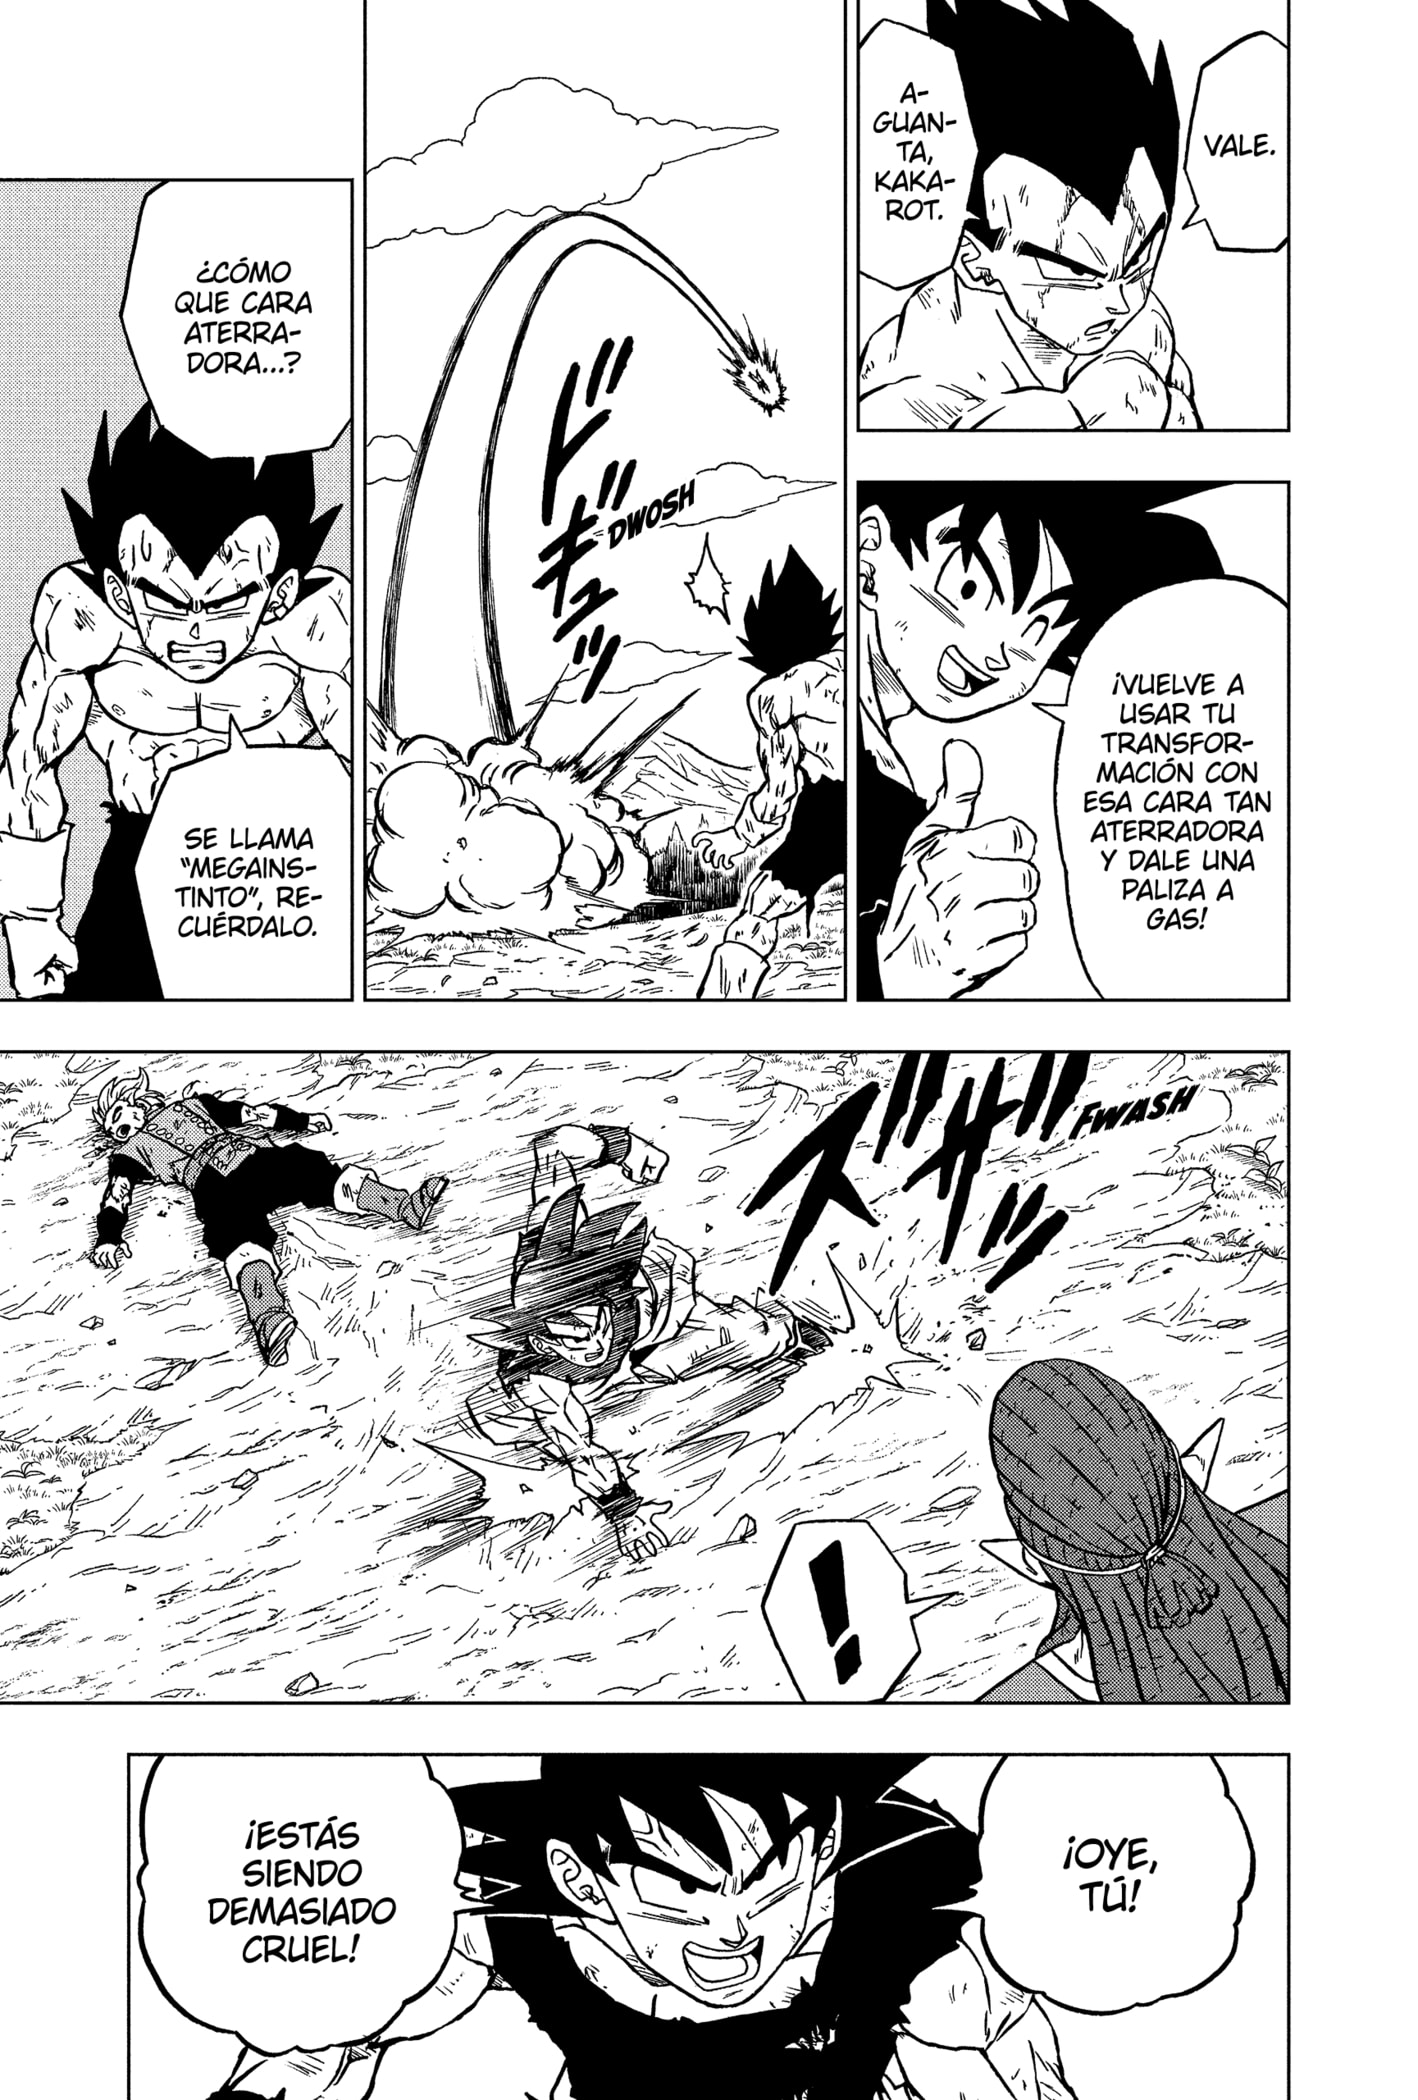 VALE.
A-
GUAN-
TA,
KAKA-
ROT.
¡VUELVE A
USAR TU
TRANSFOR-
MACIÓN CON
ESA CARA TAN
ATERRADORA
Y DALE UNA
PALIZA A
GAS!
ドギュッ
DWOSH
¿CÓMO
QUE CARA
ATERRA-
DORA...?
SE LLAMA
“MEGAINS-
TINTO”, RE-
CUÉRDALO.
ズザザッ
FWASH
!
¡OYE,
TÚ!
¡ESTÁS
SIENDO
DEMASIADO
CRUEL!